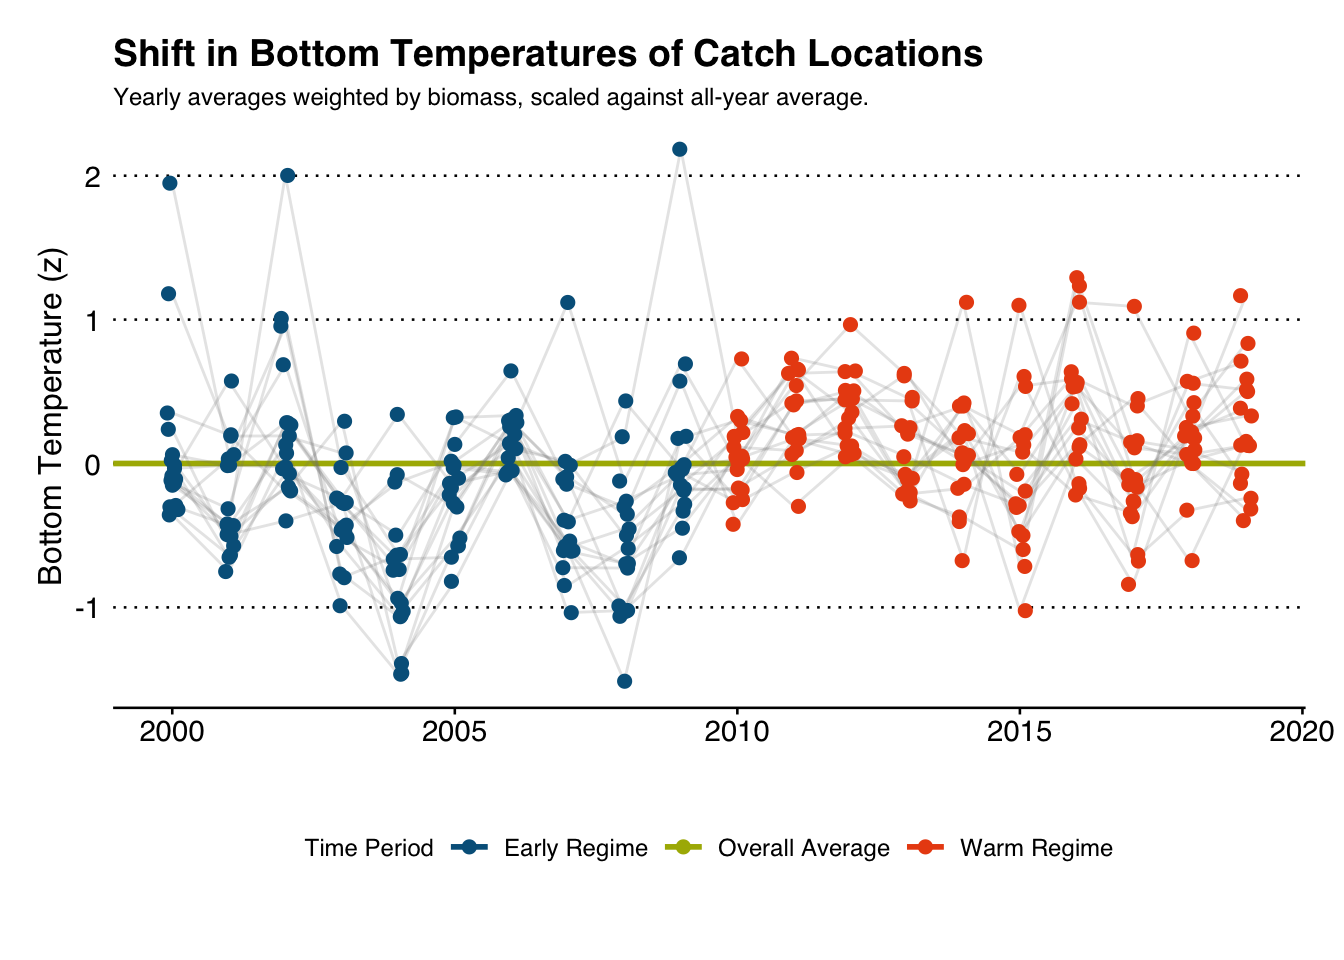 Shift in Bottom Temperatures of Catch Locations
Yearly averages weighted by biomass, scaled against all-year average.
Bottom Temperature (z)
2
1
0
-1
2000 2005 2010 2015 2020
Time Period Early Regime Overall Average Warm Regime